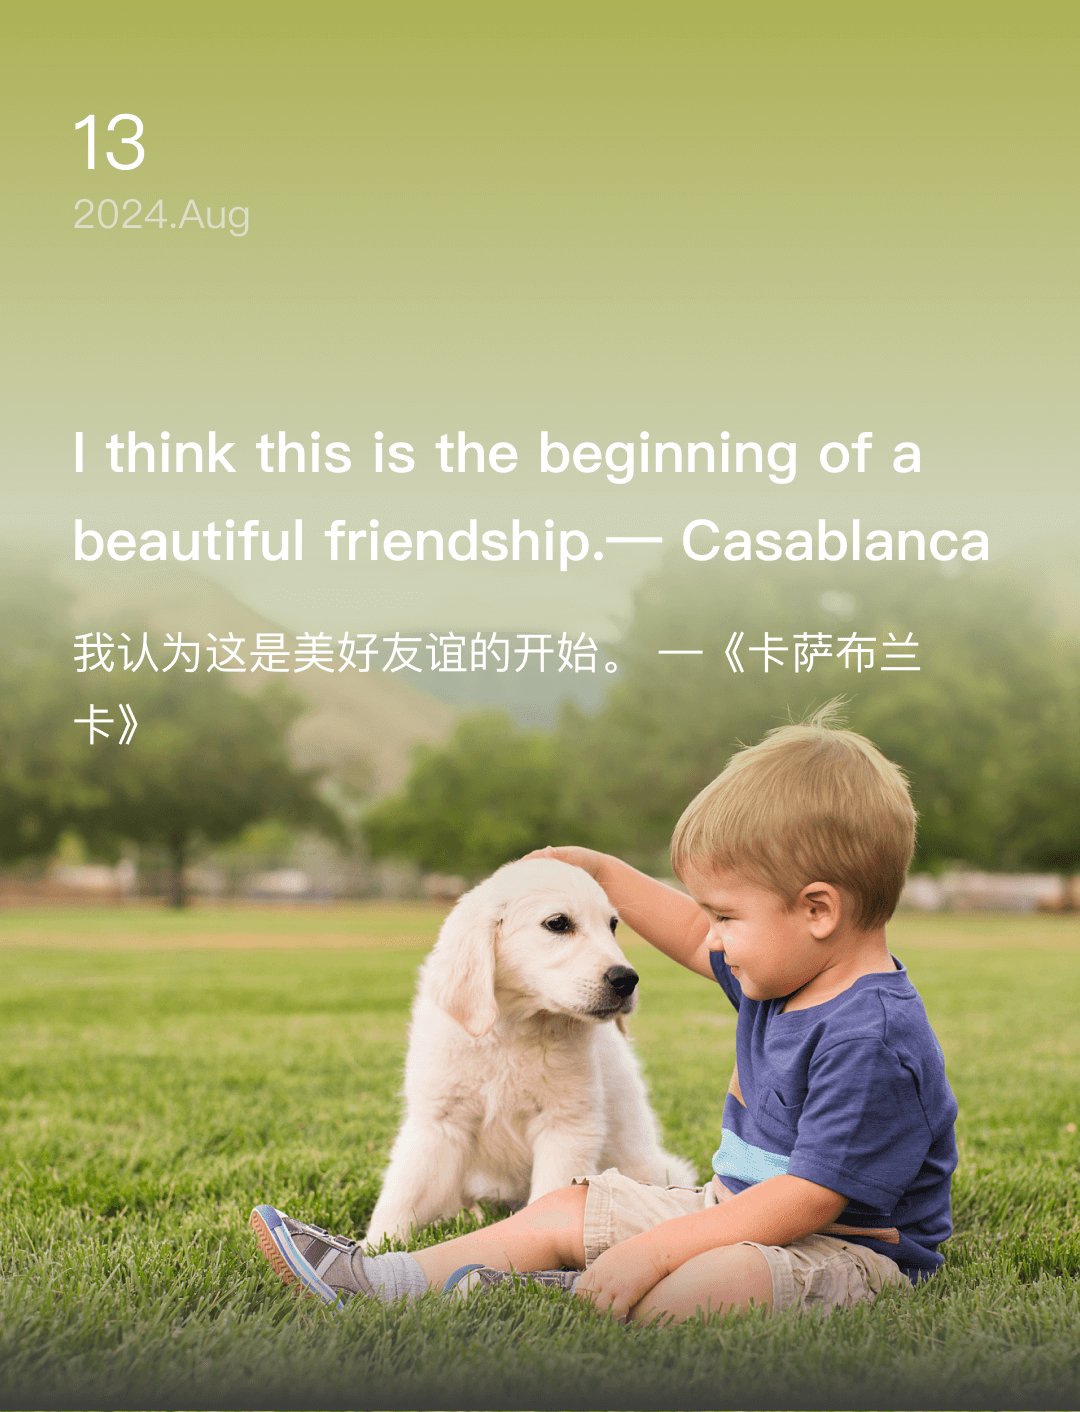 13
2024.Aug
I think this is the beginning of a
beautiful friendship.— Casablanca
我认为这是美好友谊的开始。 —《卡萨布兰
卡》